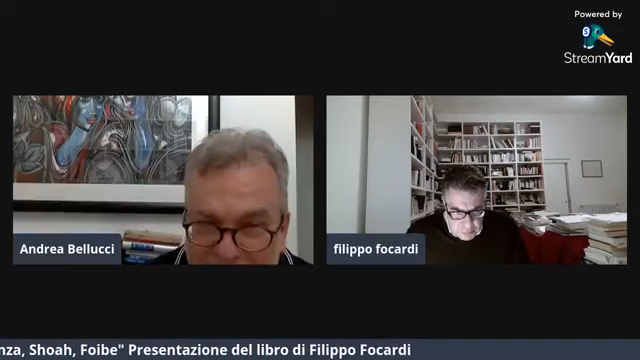 Powered by
StreamYard
Andrea Bellucci
filippo focardi
nza, Shoah, Foibe" Presentazione del libro di Filippo Focardi